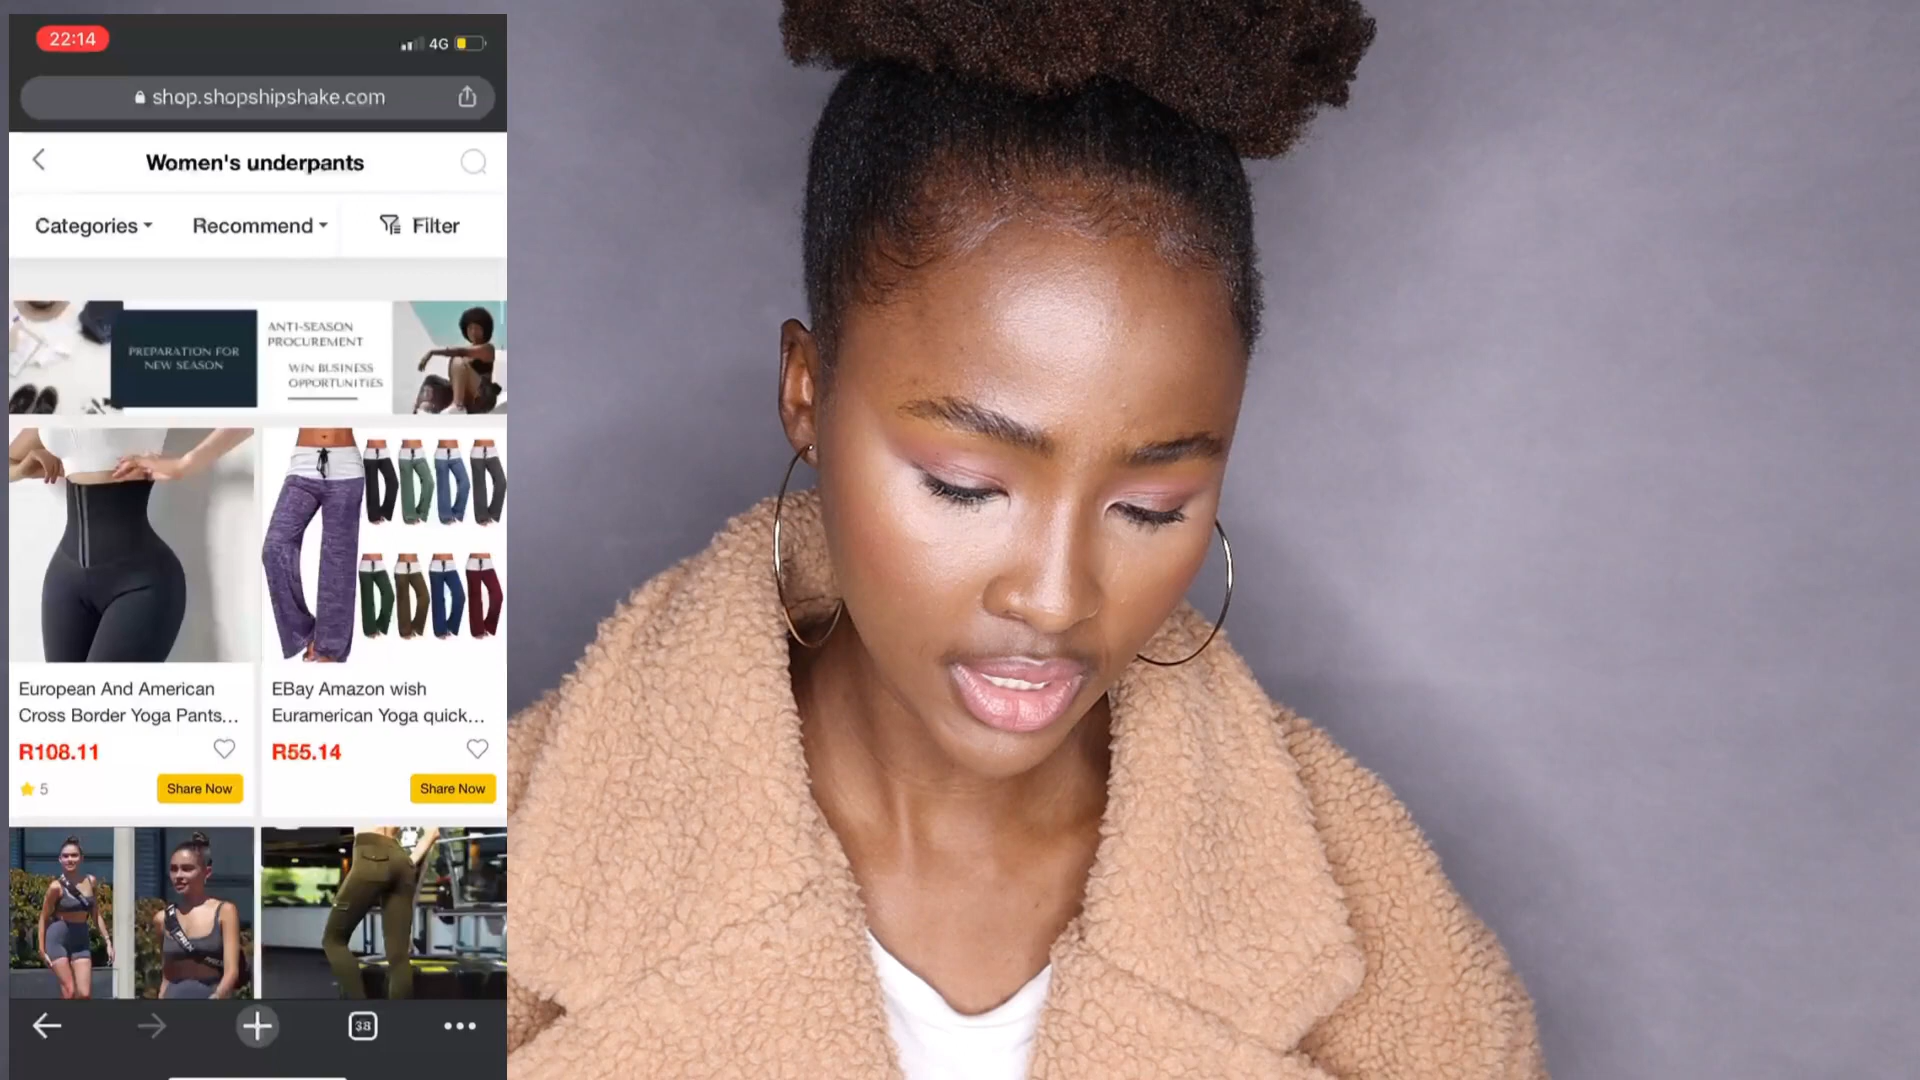 22:14
4G
shop.shopshipshake.com
Women's underpants
Categories
Recommend
Filter
PREPARATION FOR
NEW SEASON
ANTI-SEASON
PROCUREMENT
WIN BUSINESS
OPPORTUNITIES
European And American
Cross Border Yoga Pants...
R108.11
5
Share Now
EBay Amazon wish
Euramerican Yoga quick...
R55.14
Share Now
38